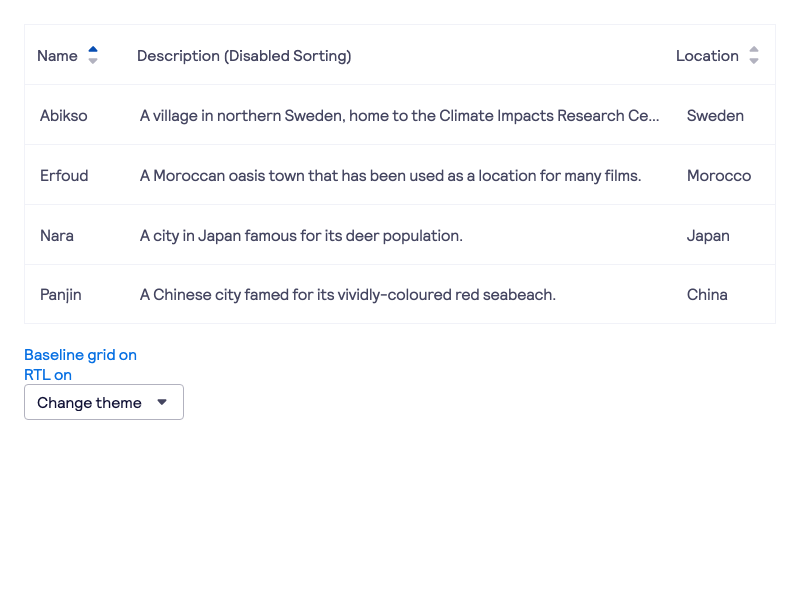 Name Description (Disabled Sorting) Location
Abikso A village in northern Sweden, home to the Climate Impacts Research Ce... Sweden
Erfoud A Moroccan oasis town that has been used as a location for many films. Morocco
Nara A city in Japan famous for its deer population. Japan
Panjin A Chinese city famed for its vividly-coloured red seabeach. China
Baseline grid on
RTL on
Change theme